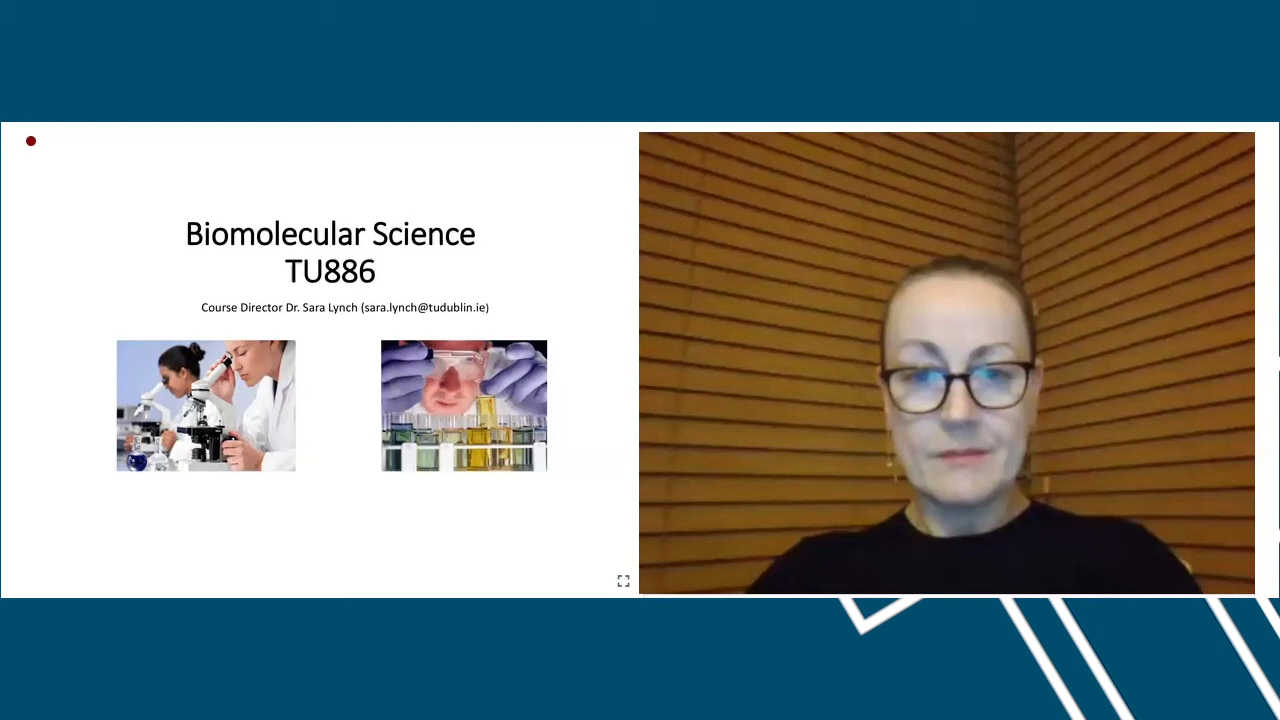 Biomolecular Science
TU886
Course Director Dr. Sara Lynch (sara.lynch@tudublin.ie)